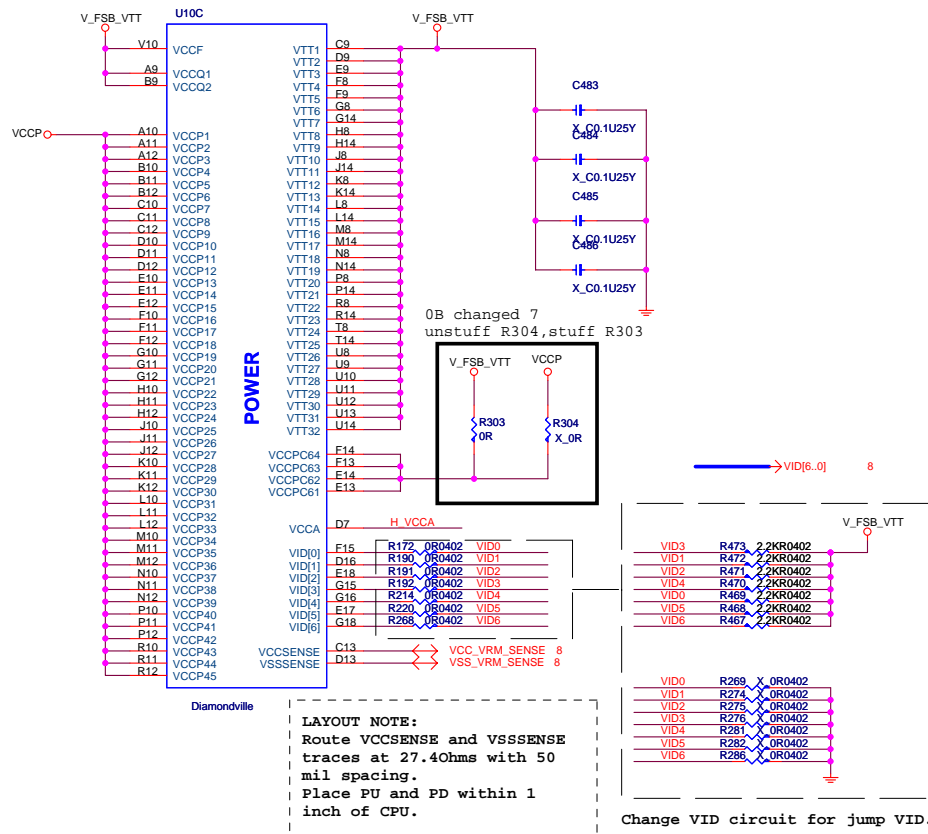 U10C
V_FSB_VTT
V_FSB_VTT
V10 VCCF VTT1 C9
VTT2 D9
A9 VCCQ1 VTT3 E9
B9 VCCQ2 VTT4 F8
VTT5 F9
VTT6 G8
VTT7 G14
VCCP
A10 VCCP1 VTT8 H8
A11 VCCP2 VTT9 H14
A12 VCCP3 VTT10 J8
B10 VCCP4 VTT11 J14
B11 VCCP5 VTT12 K8
B12 VCCP6 VTT13 K14
C10 VCCP7 VTT14 L8
C11 VCCP8 VTT15 L14
C12 VCCP9 VTT16 M8
D10 VCCP10 VTT17 M14
D11 VCCP11 VTT18 N8
D12 VCCP12 VTT19 N14
E10 VCCP13 VTT20 P8
E11 VCCP14 VTT21 P14
E12 VCCP15 VTT22 R8
F10 VCCP16 VTT23 R14
F11 VCCP17 VTT24 T8
F12 VCCP18 VTT25 T14
G10 VCCP19 VTT26 U8
G11 VCCP20 VTT27 U9
G12 VCCP21 VTT28 U10
H10 VCCP22 VTT29 U11
H11 VCCP23 VTT30 U12
H12 VCCP24 VTT31 U13
J10 VCCP25 VTT32 U14
J11 VCCP26
J12 VCCP27 VCCPC64 F14
K10 VCCP28 VCCPC63 F13
K11 VCCP29 VCCPC62 E14
K12 VCCP30 VCCPC61 E13
L10 VCCP31
L11 VCCP32
L12 VCCP33 VCCA D7 H_VCCA
M10 VCCP34
M11 VCCP35 VID[0] F15 R172 0R0402 VID0
M12 VCCP36 VID[1] D16 R190 0R0402 VID1
N10 VCCP37 VID[2] E18 R191 0R0402 VID2
N11 VCCP38 VID[3] G15 R192 0R0402 VID3
N12 VCCP39 VID[4] G16 R214 0R0402 VID4
P10 VCCP40 VID[5] E17 R220 0R0402 VID5
P11 VCCP41 VID[6] G18 R268 0R0402 VID6
P12 VCCP42
R10 VCCP43 VCCSENSE C13 VCC_VRM_SENSE 8
R11 VCCP44 VSSSENSE D13 VSS_VRM_SENSE 8
R12 VCCP45
POWER
Diamondville
C483
X_C0.1U25Y
C484
X_C0.1U25Y
C485
X_C0.1U25Y
C486
X_C0.1U25Y
0B changed 7
unstuff R304,stuff R303
V_FSB_VTT VCCP
R303 R304
0R X_0R
VID[6..0] 8
V_FSB_VTT
VID3 R473 2.2KR0402
VID1 R472 2.2KR0402
VID2 R471 2.2KR0402
VID4 R470 2.2KR0402
VID0 R469 2.2KR0402
VID5 R468 2.2KR0402
VID6 R467 2.2KR0402
VID0 R269 X_0R0402
VID1 R274 X_0R0402
VID2 R275 X_0R0402
VID3 R276 X_0R0402
VID4 R281 X_0R0402
VID5 R282 X_0R0402
VID6 R286 X_0R0402
LAYOUT NOTE:
Route VCCSENSE and VSSSENSE
traces at 27.4Ohms with 50
mil spacing.
Place PU and PD within 1
inch of CPU.
Change VID circuit for jump VID.